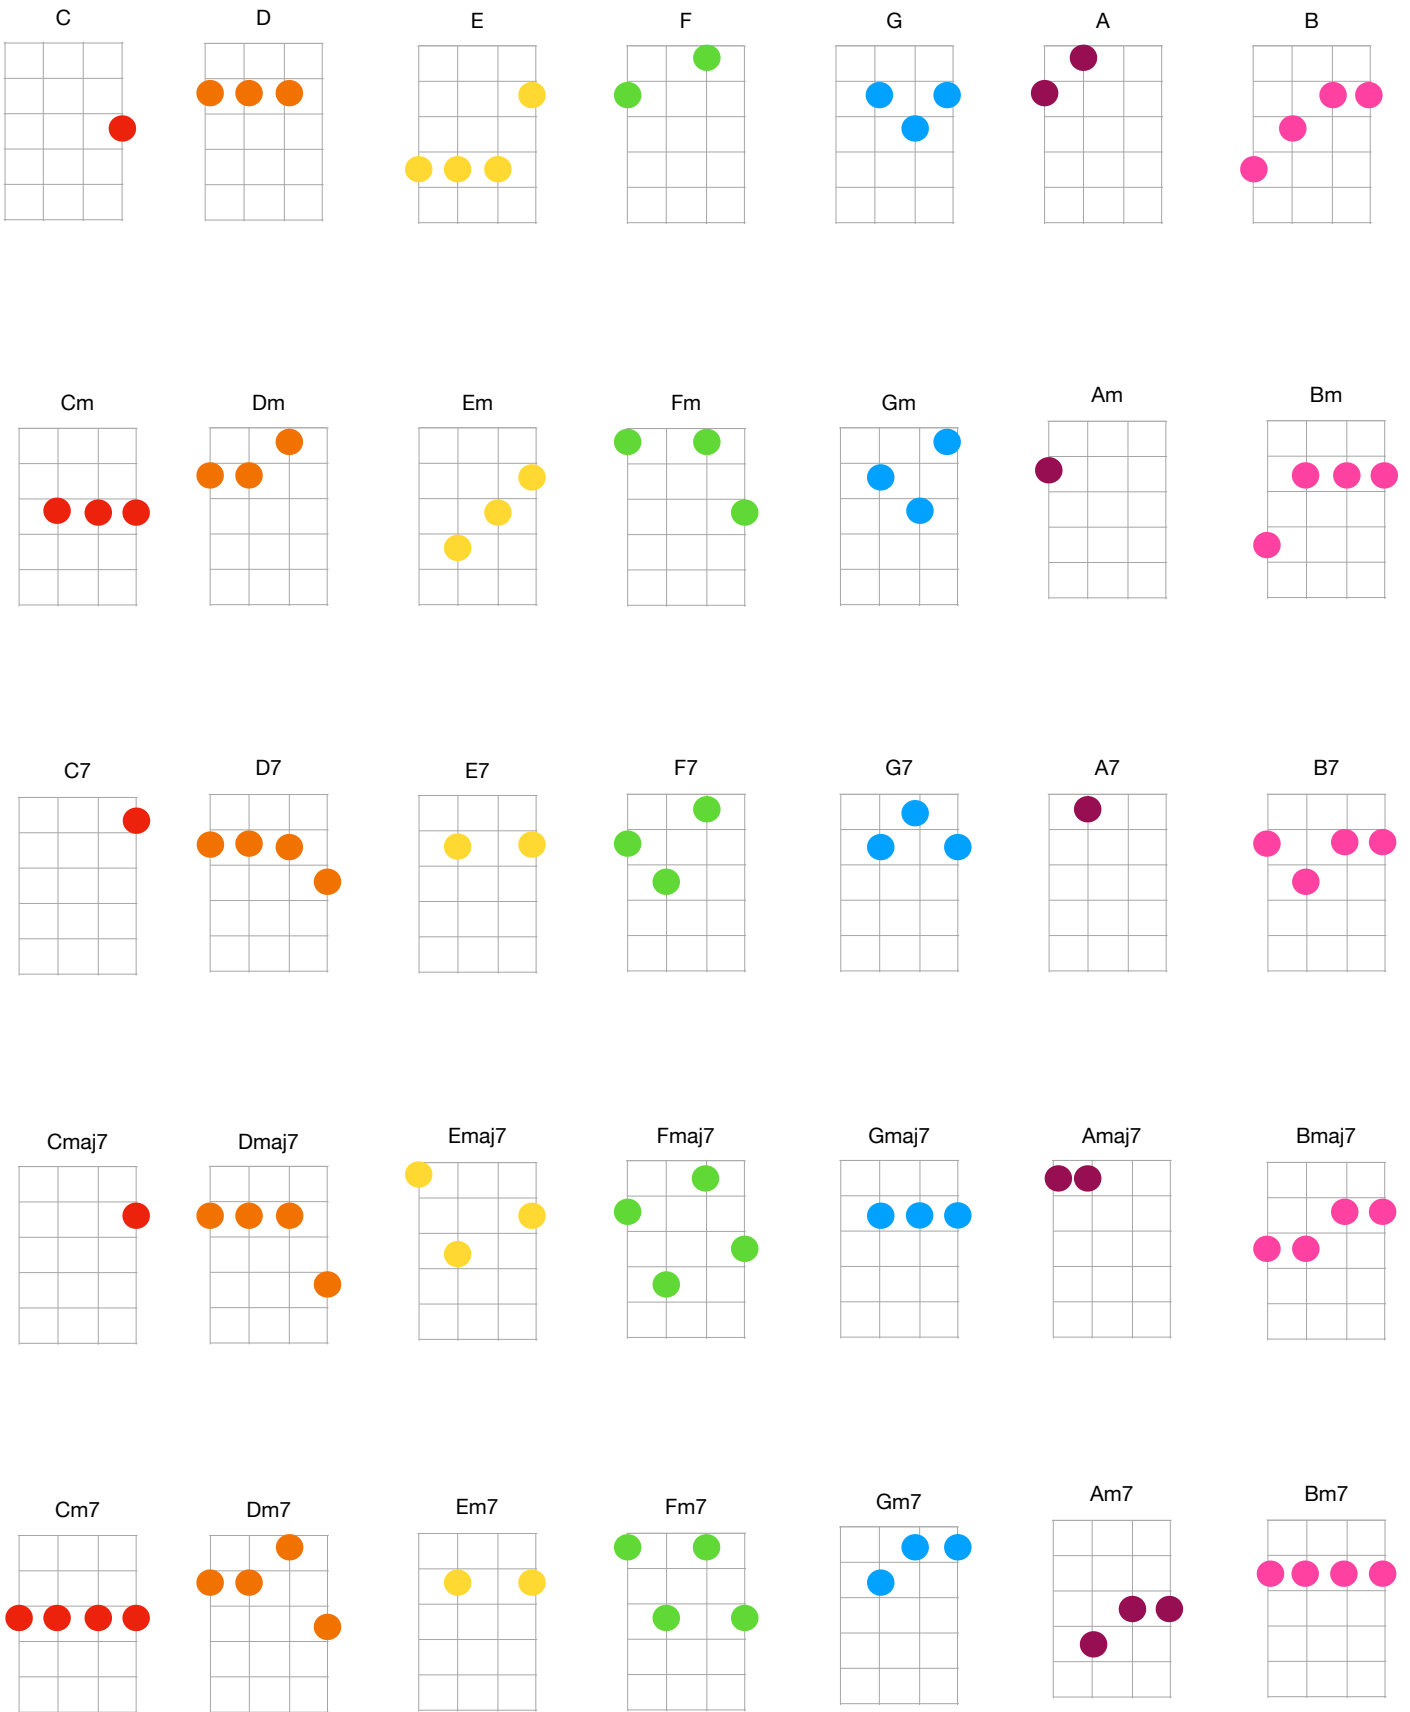 C D E F G A B
Cm Dm Em Fm Gm Am Bm
C7 D7 E7 F7 G7 A7 B7
Cmaj7 Dmaj7 Emaj7 Fmaj7 Gmaj7 Amaj7 Bmaj7
Cm7 Dm7 Em7 Fm7 Gm7 Am7 Bm7